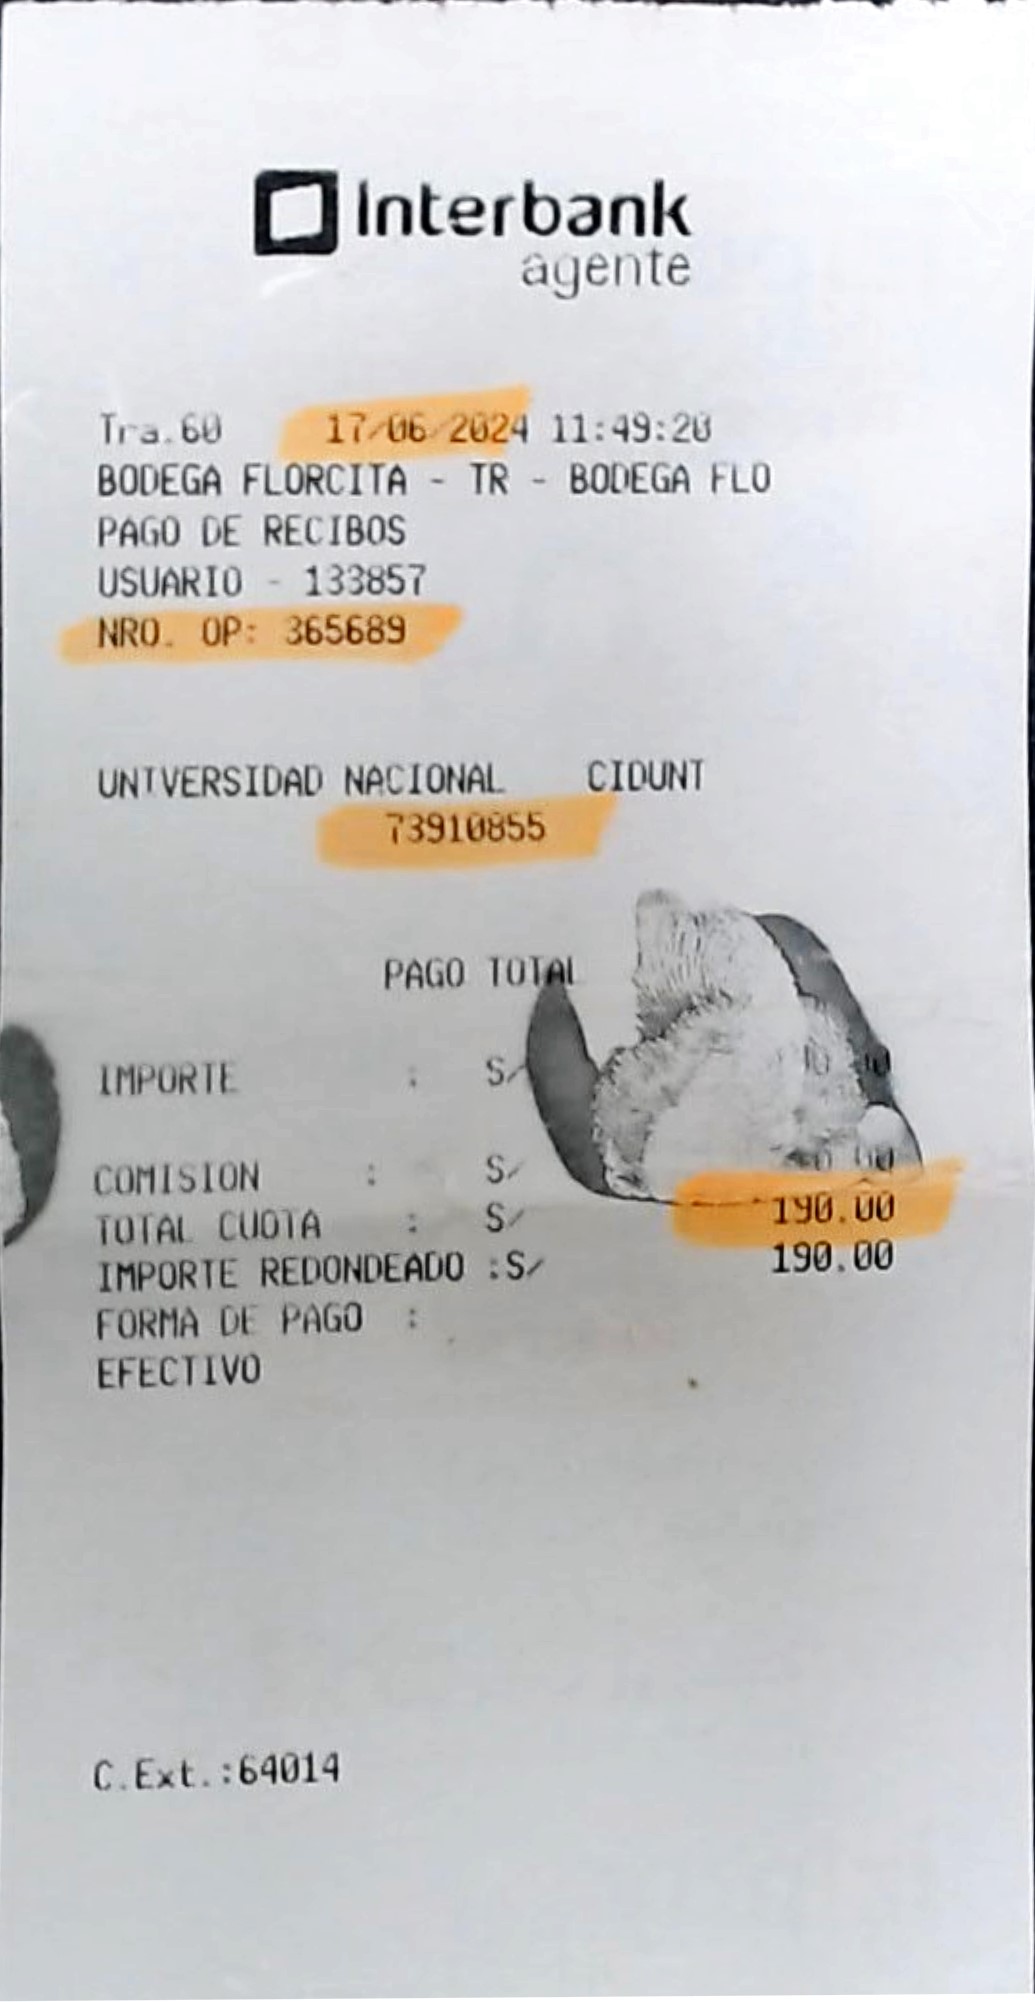 Interbank
agente
Tra.60 17/06/2024 11:49:20
BODEGA FLORCITA - TR - BODEGA FLO
PAGO DE RECIBOS
USUARIO - 133857
NRO. OP: 365689
UNIVERSIDAD NACIONAL CIDUNT
73910855
PAGO TOTAL
IMPORTE : S/
COMISION : S/
TOTAL CUOTA : S/ 190.00
IMPORTE REDONDEADO :S/ 190.00
FORMA DE PAGO :
EFECTIVO
C.Ext.:64014